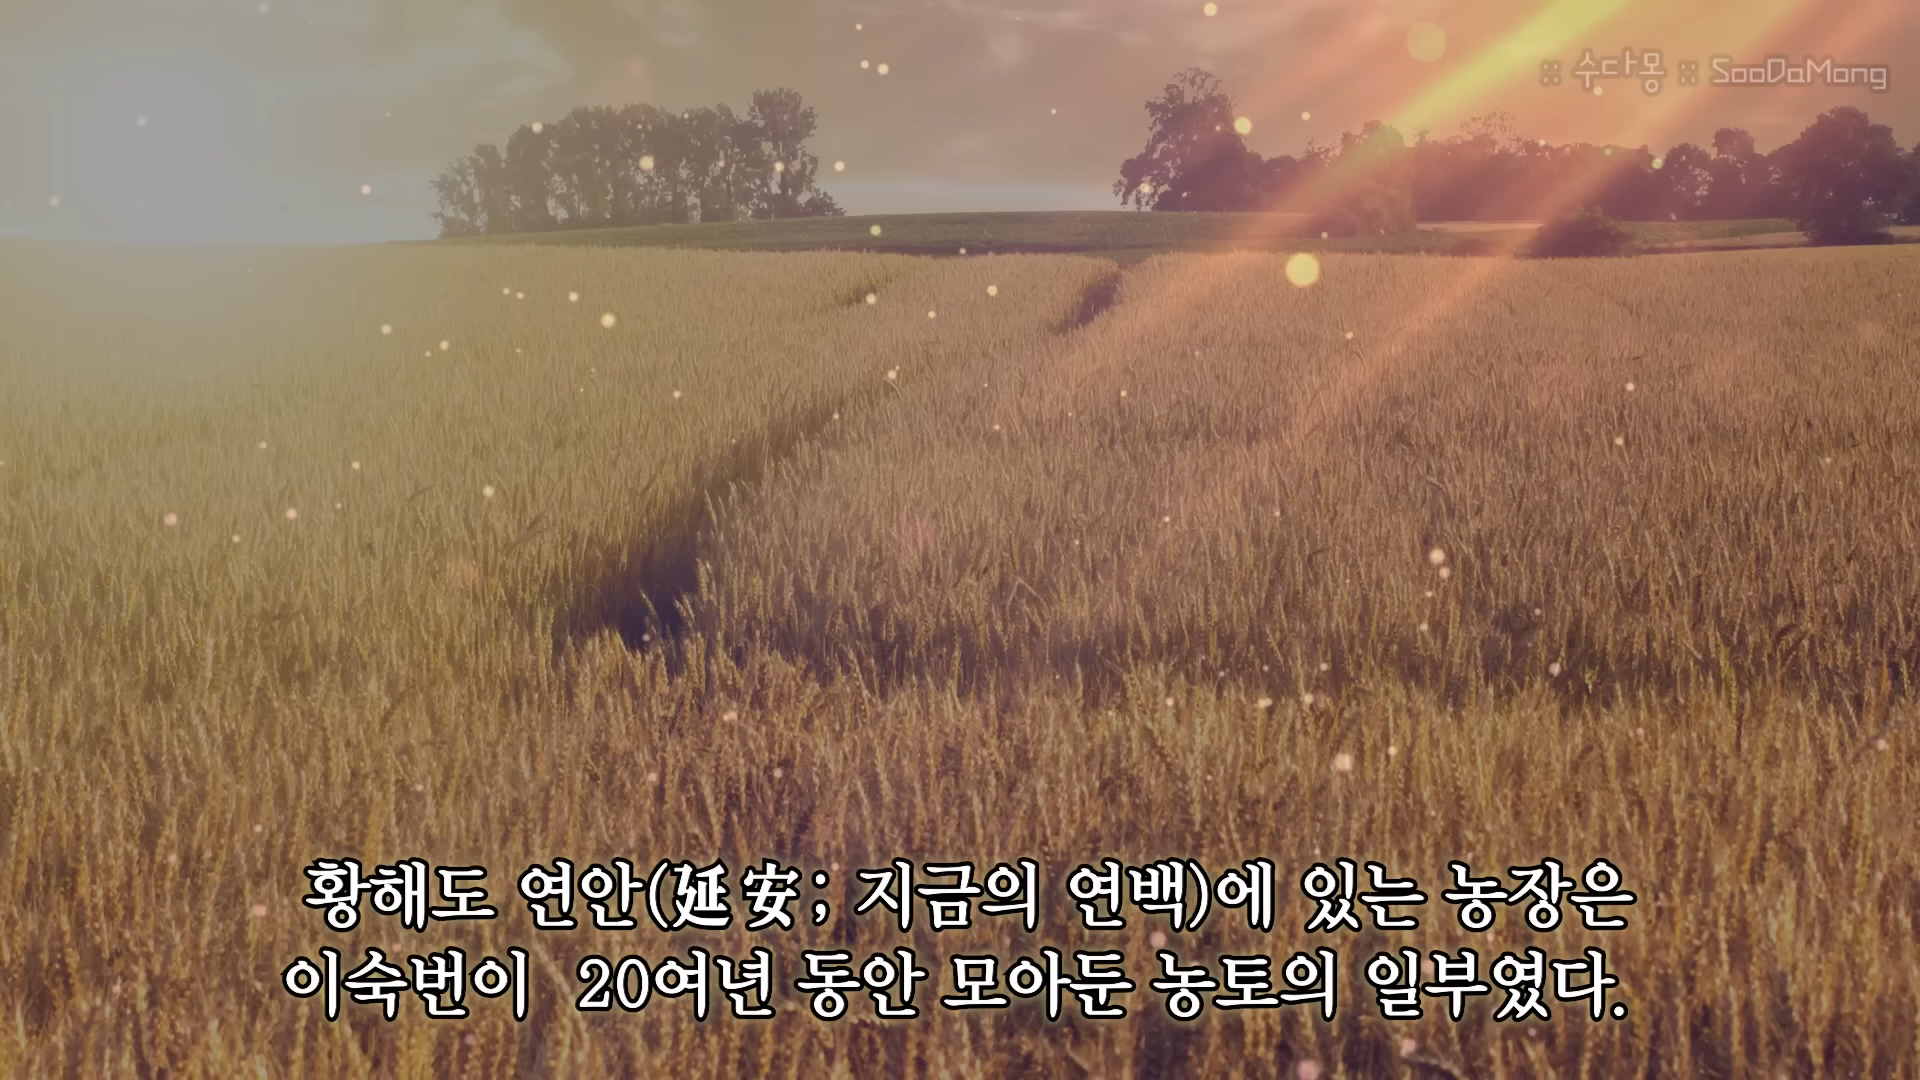 :: 수다몽 :: SooDaMong
황해도 연안(延安; 지금의 연백)에 있는 농장은
이숙번이 20여년 동안 모아둔 농토의 일부였다.